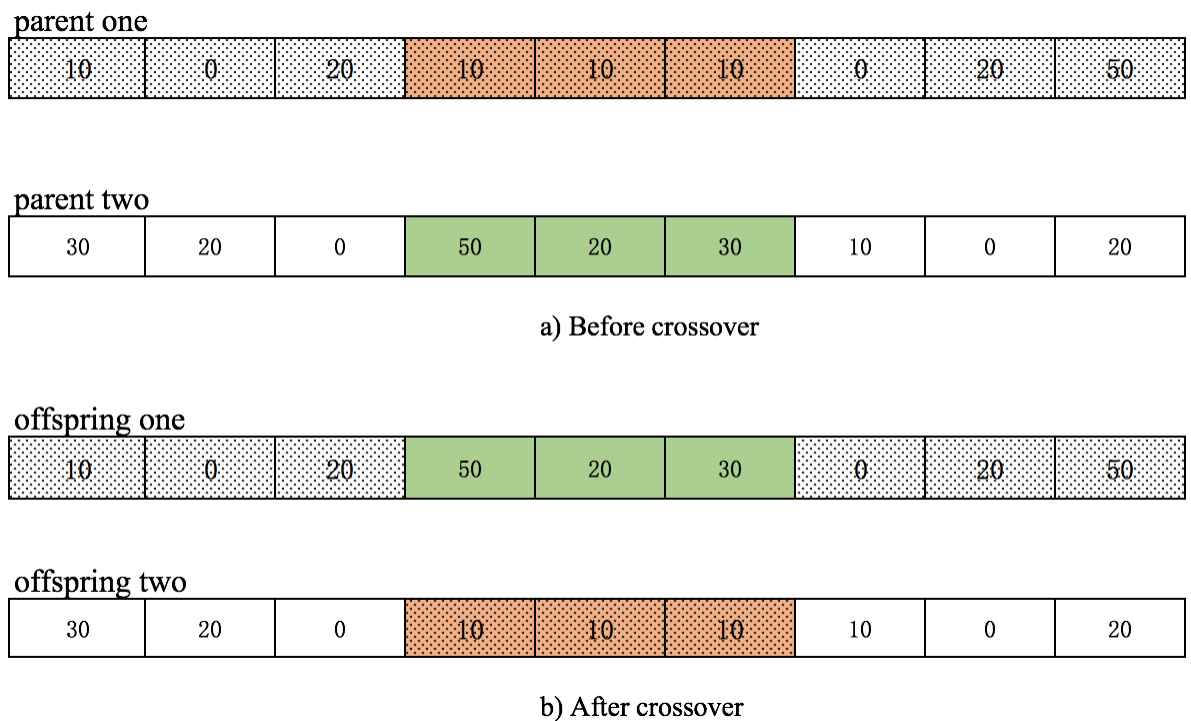 parent one
10 0 20 10 10 10 0 20 50
parent two
30 20 0 50 20 30 10 0 20
a) Before crossover
offspring one
10 0 20 50 20 30 0 20 50
offspring two
30 20 0 10 10 10 10 0 20
b) After crossover